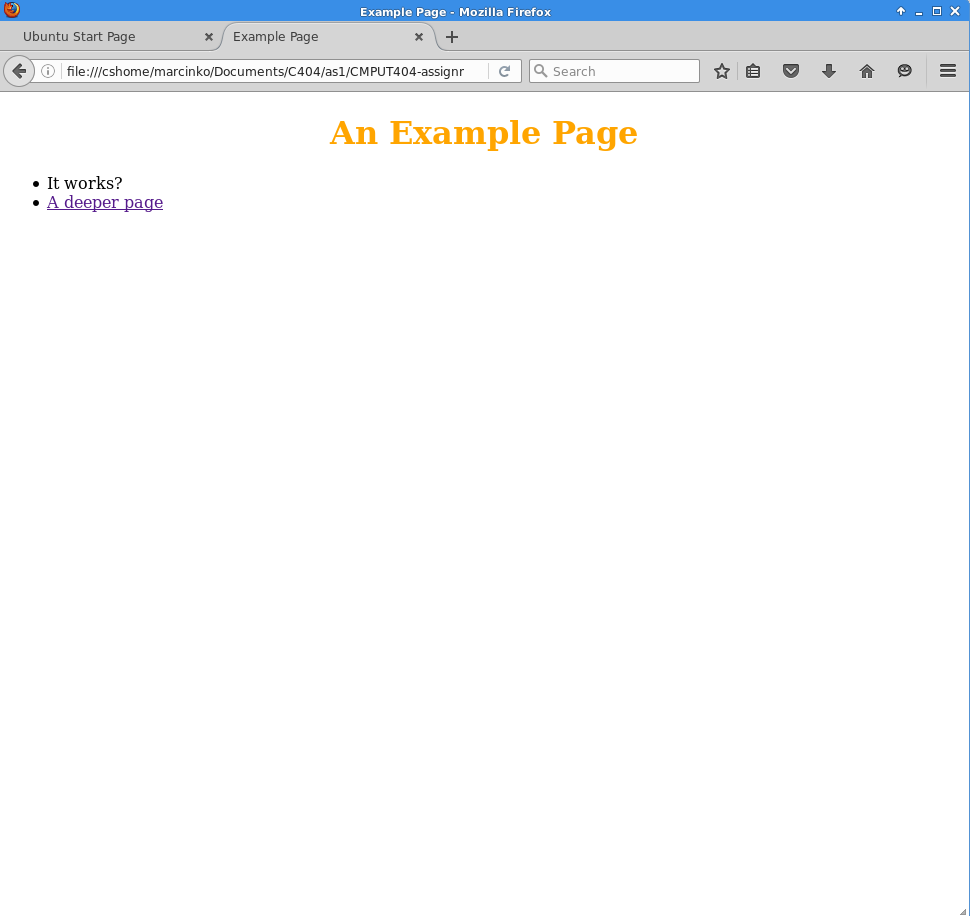 Example Page - Mozilla Firefox
Ubuntu Start Page
Example Page
file:///cshome/marcinko/Documents/C404/as1/CMPUT404-assignr
Search
An Example Page
It works?
A deeper page